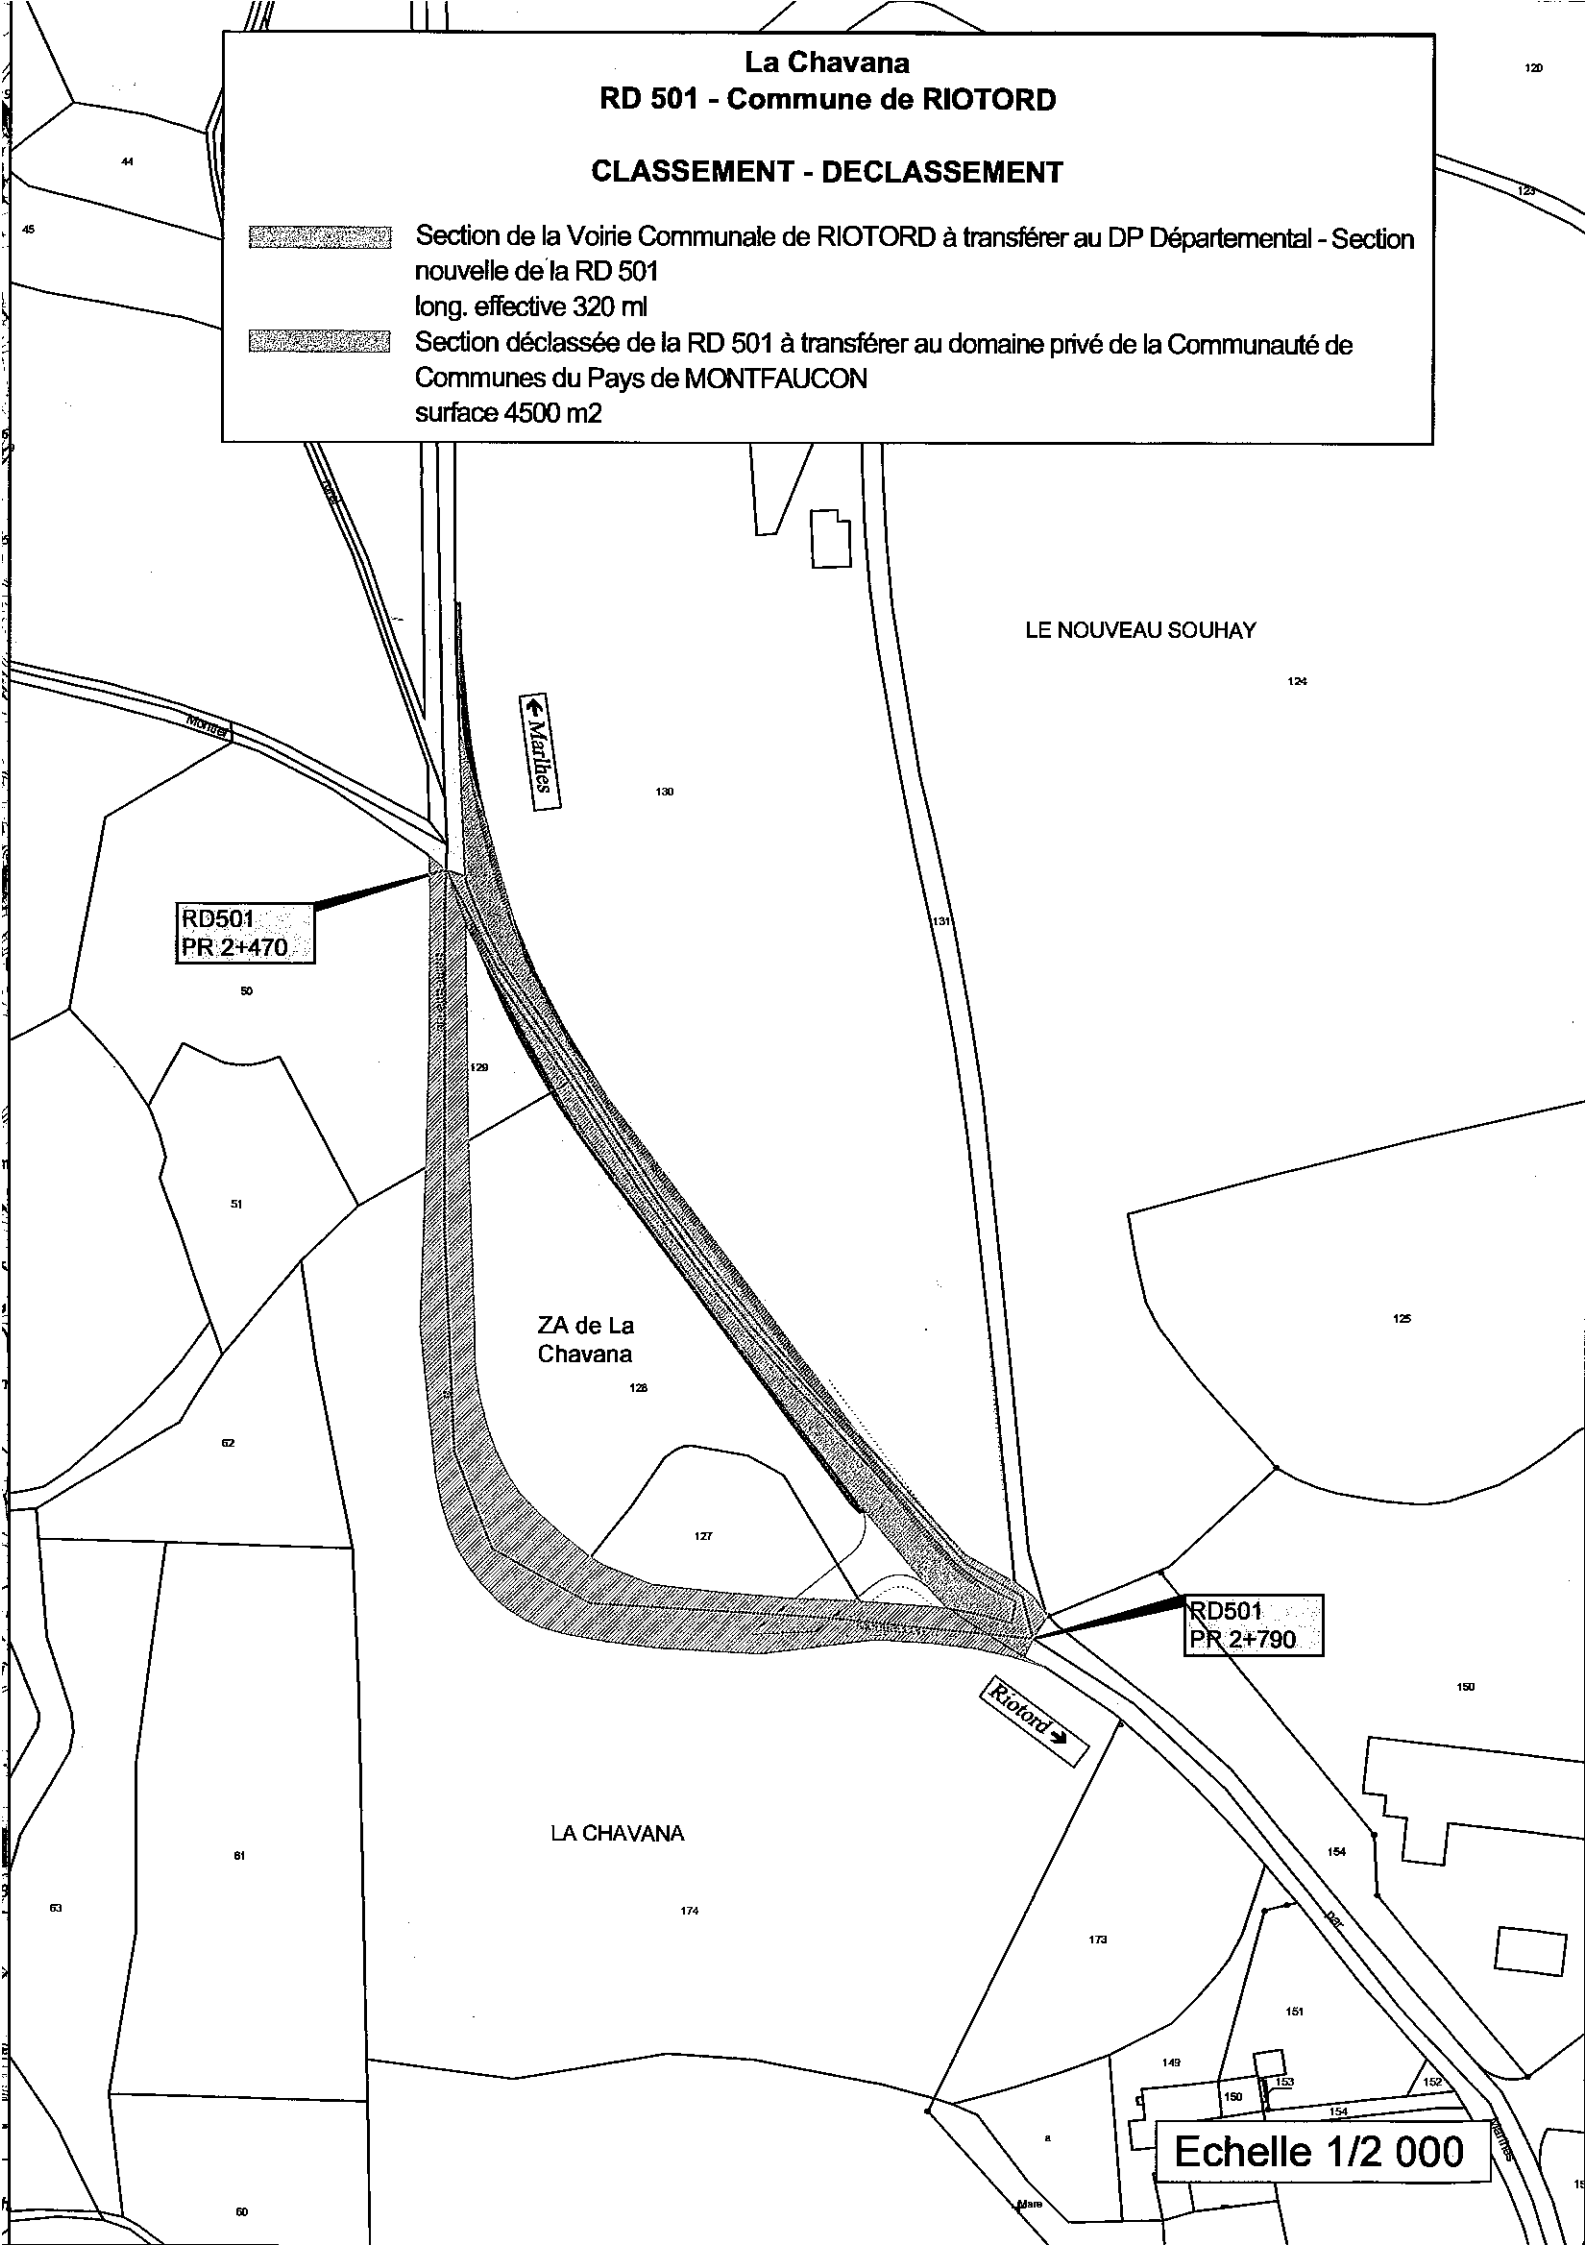 La Chavana
RD 501 - Commune de RIOTORD
CLASSEMENT - DECLASSEMENT
Section de la Voirie Communale de RIOTORD à transférer au DP Départemental - Section
nouvelle de la RD 501
long. effective 320 ml
Section déclassée de la RD 501 à transférer au domaine privé de la Communauté de
Communes du Pays de MONTFAUCON
surface 4500 m2
120
44
123
45
LE NOUVEAU SOUHAY
124
← Marlhes
130
RD501
PR 2+470
131
50
129
51
ZA de La
Chavana
125
128
62
127
RD501
PR 2+790
150
Riotord →
LA CHAVANA
154
61
63
174
par
173
151
149
153
152
150
154
a
Echelle 1/2 000
Marlhes
Mare
60